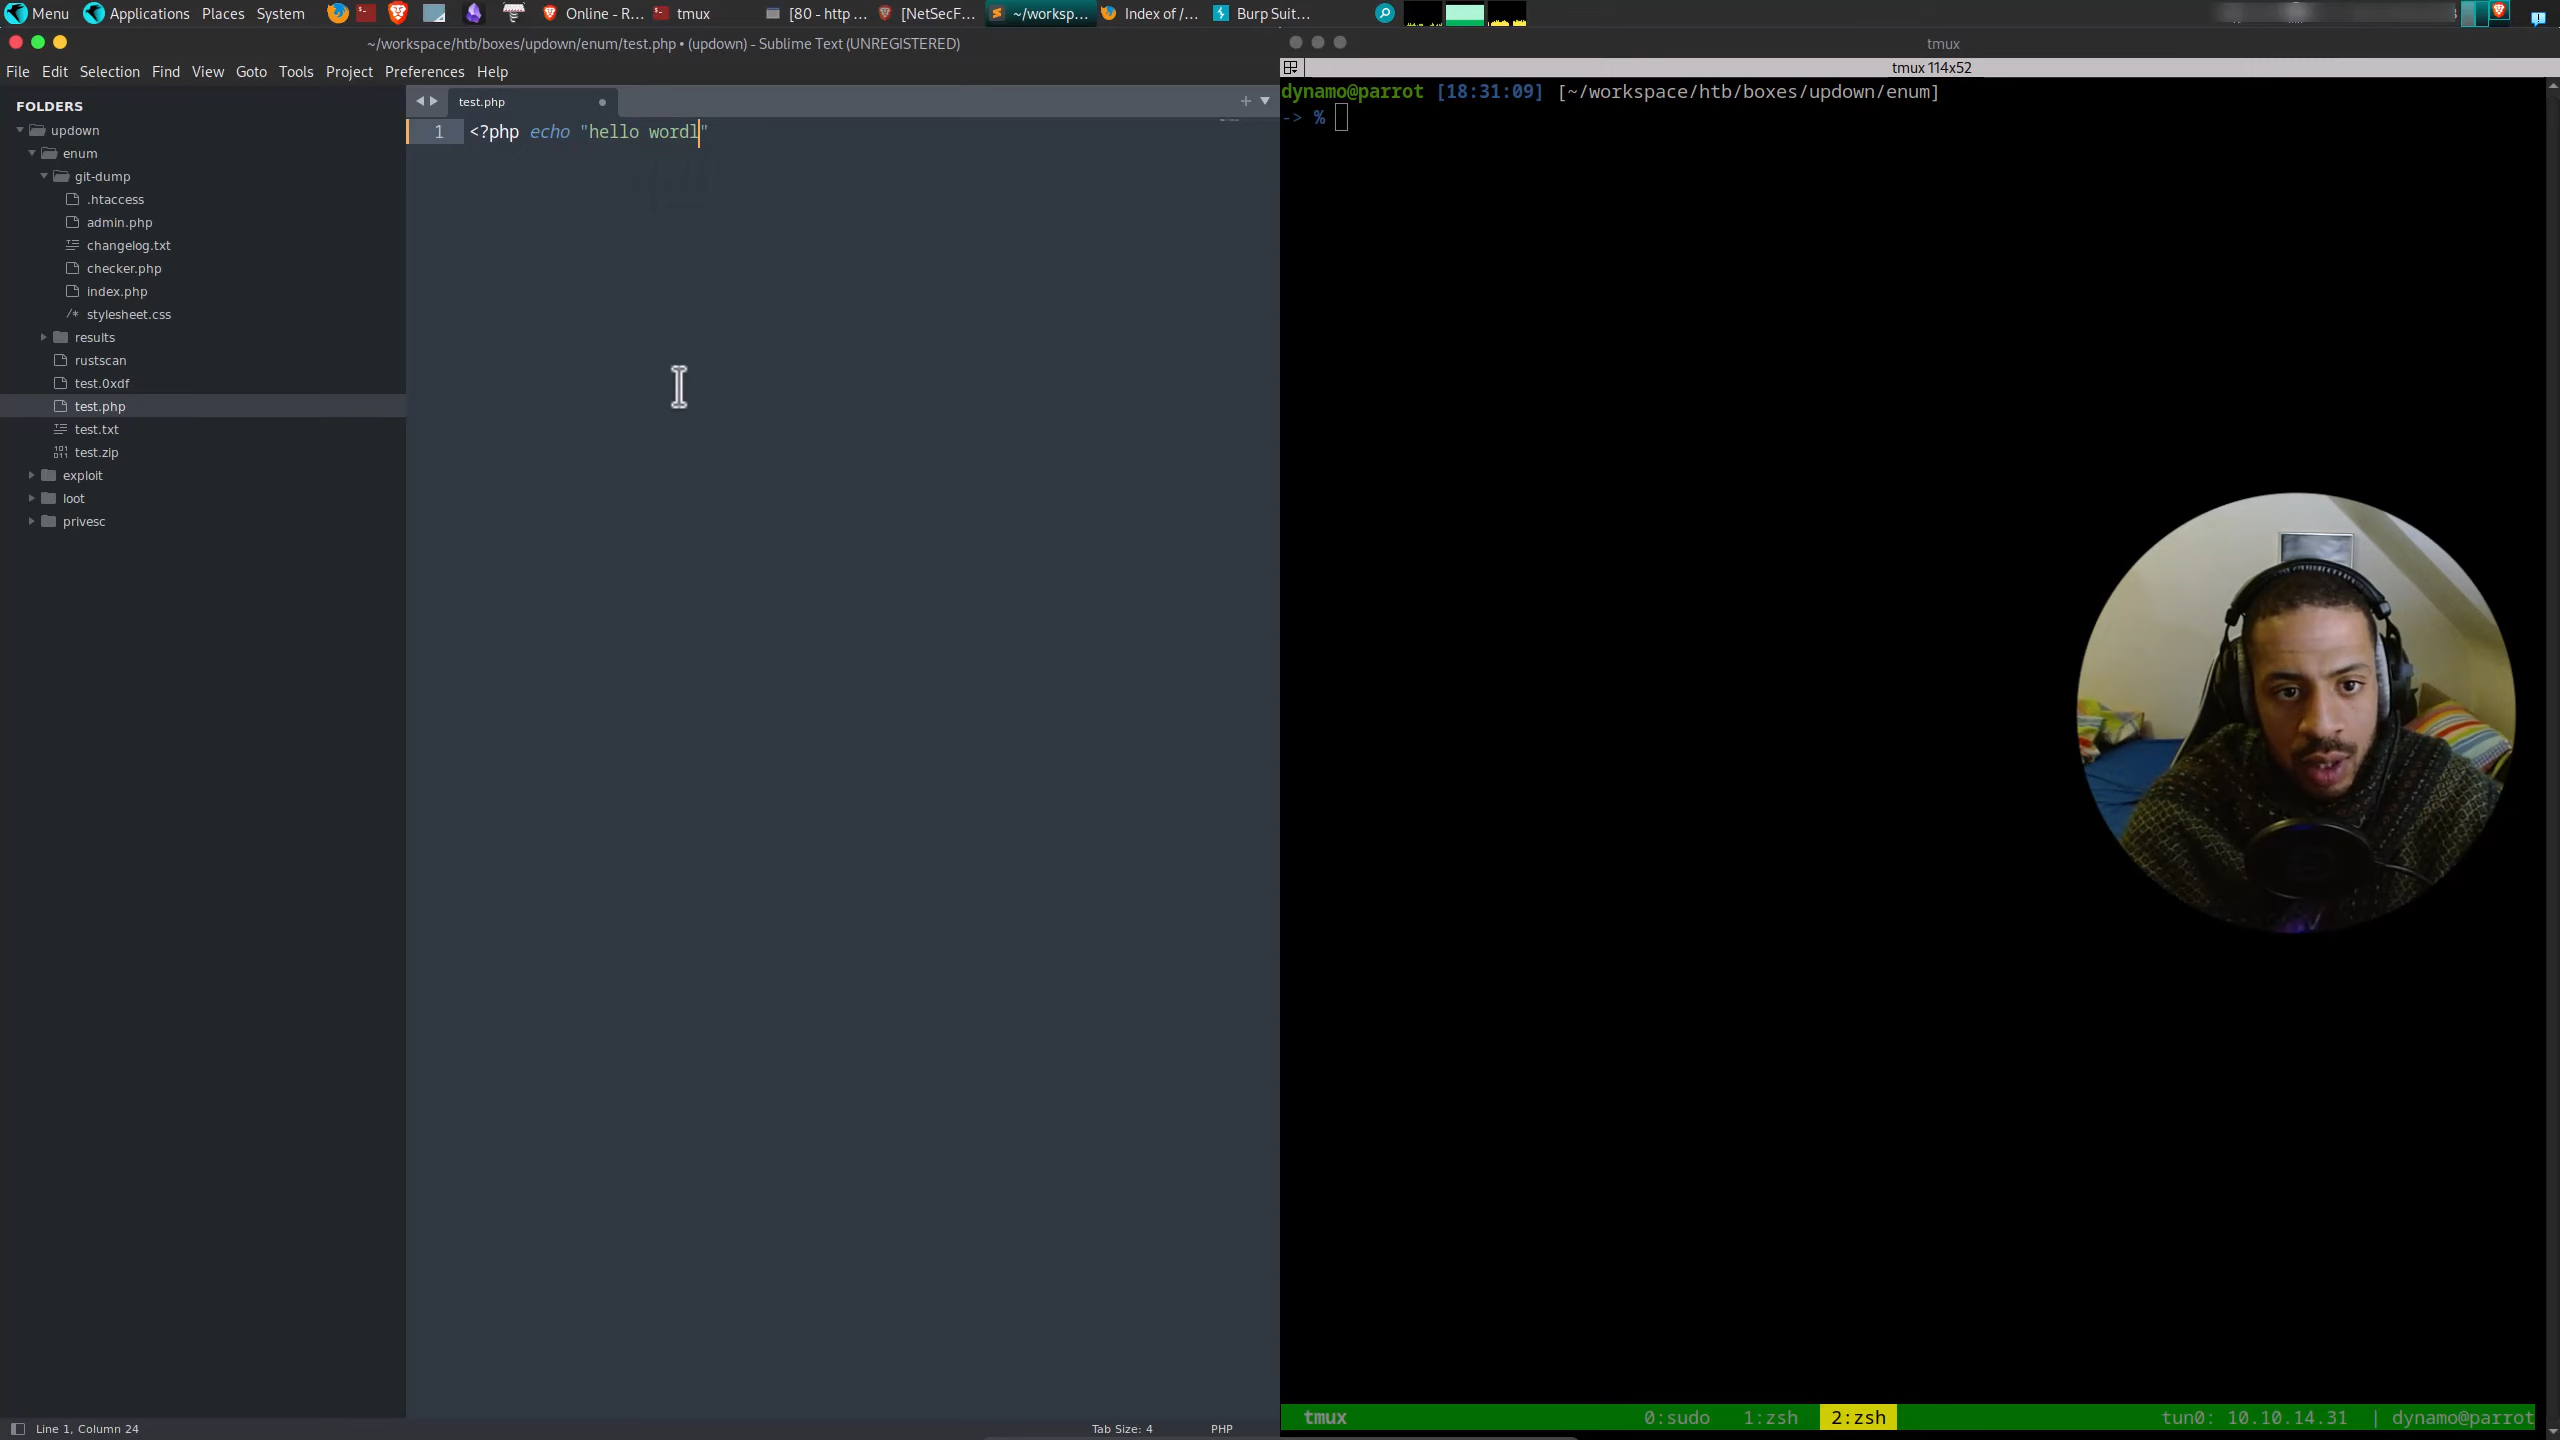 Menu Applications Places System Online - R... tmux [80 - http ... [NetSecF... ~/worksp... Index of /... Burp Suit...
~/workspace/htb/boxes/updown/enum/test.php • (updown) - Sublime Text (UNREGISTERED)
tmux
File Edit Selection Find View Goto Tools Project Preferences Help
tmux 114x52
FOLDERS
updown
enum
git-dump
.htaccess
admin.php
changelog.txt
checker.php
index.php
stylesheet.css
results
rustscan
test.0xdf
test.php
test.txt
test.zip
exploit
loot
privesc
test.php
1 <?php echo "hello wordl"
dynamo@parrot [18:31:09] [~/workspace/htb/boxes/updown/enum]
-> %
tmux 0:sudo 1:zsh 2:zsh tun0: 10.10.14.31 | dynamo@parrot
Line 1, Column 24 Tab Size: 4 PHP